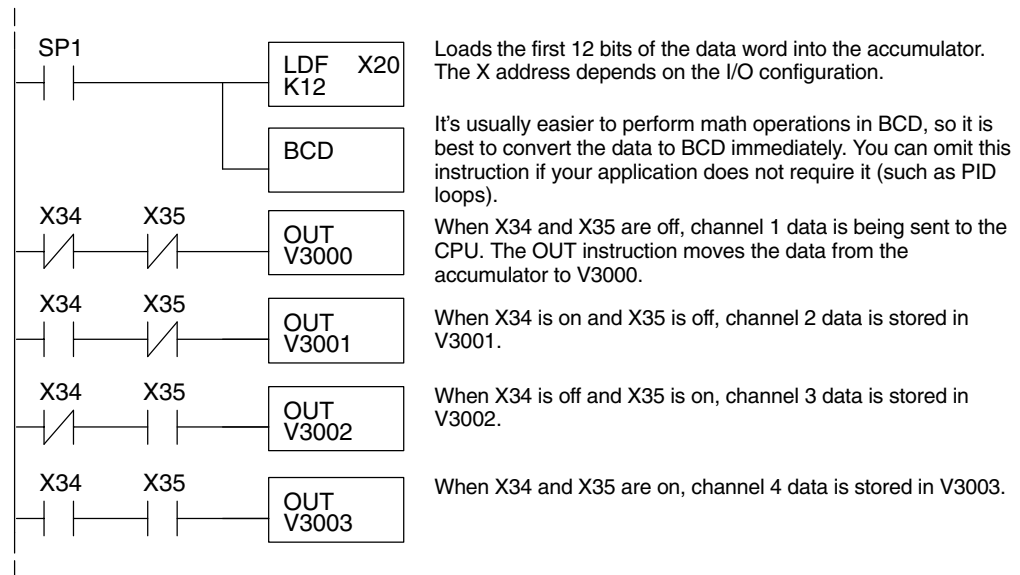 SP1
LDF X20
K12
Loads the first 12 bits of the data word into the accumulator.
The X address depends on the I/O configuration.
BCD
It's usually easier to perform math operations in BCD, so it is
best to convert the data to BCD immediately. You can omit this
instruction if your application does not require it (such as PID
loops).
X34 X35
OUT
V3000
When X34 and X35 are off, channel 1 data is being sent to the
CPU. The OUT instruction moves the data from the
accumulator to V3000.
X34 X35
OUT
V3001
When X34 is on and X35 is off, channel 2 data is stored in
V3001.
X34 X35
OUT
V3002
When X34 is off and X35 is on, channel 3 data is stored in
V3002.
X34 X35
OUT
V3003
When X34 and X35 are on, channel 4 data is stored in V3003.